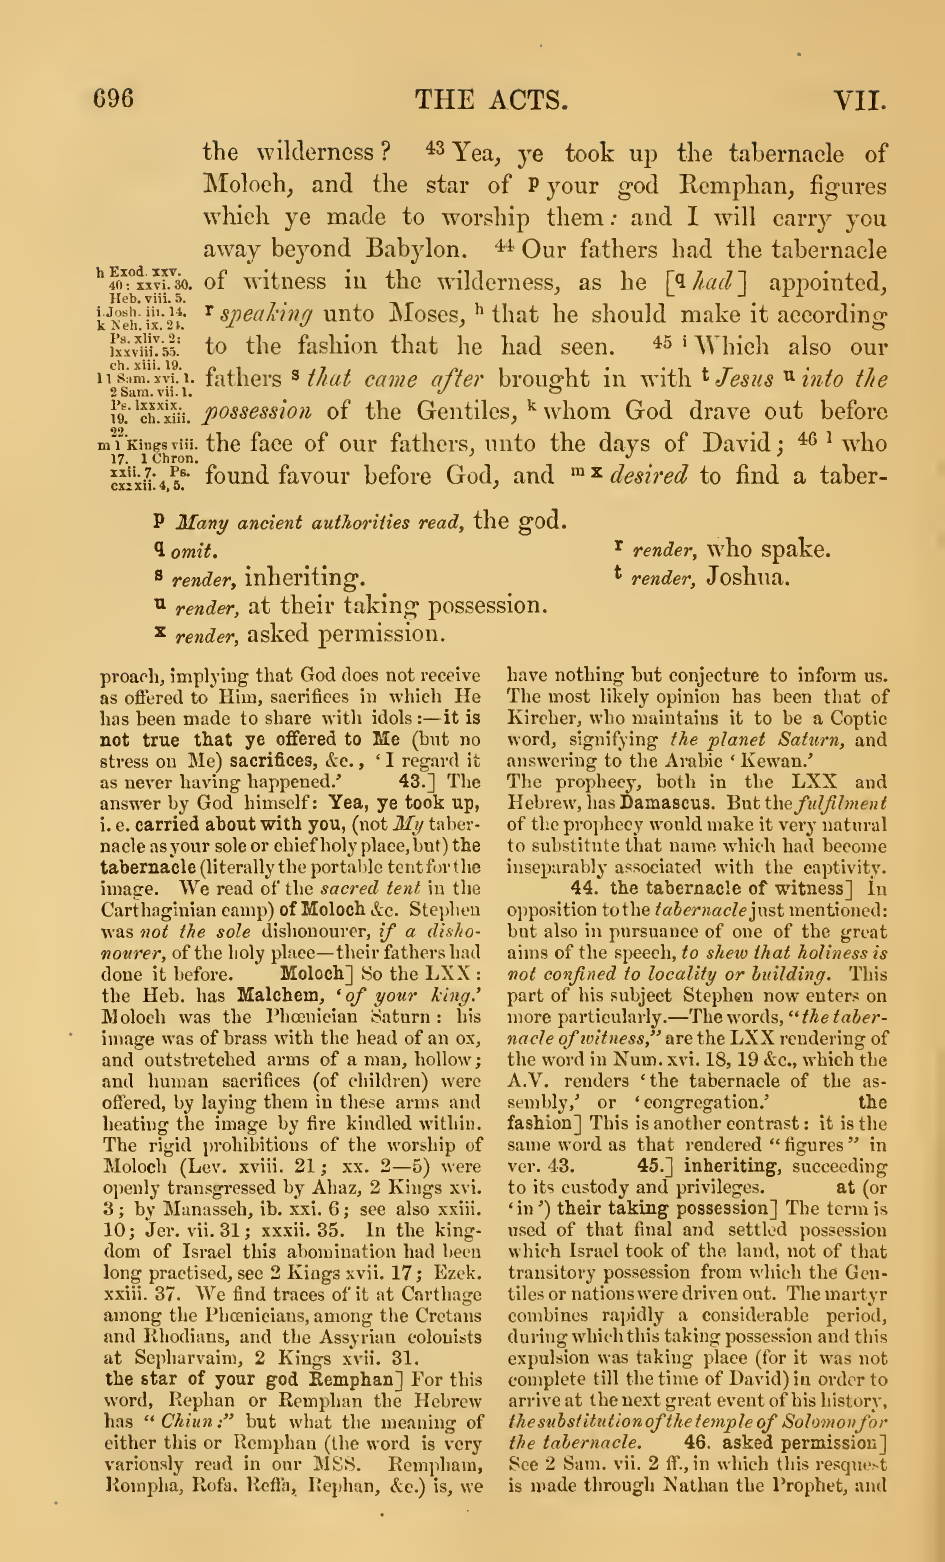 696 THE ACTS. VII.
the wilderness ? 43 Yea, ye took up the tabernacle of
Moloch, and the star of p your god Remphan, figures
which ye made to worship them : and I will carry you
away beyond Babylon. 44 Our fathers had the tabernacle
of witness in the wilderness, as he [q had] appointed,
r speaking unto Moses, h that he should make it according
to the fashion that he had seen. 45 i Which also our
fathers s that came after brought in with t Jesus u into the
possession of the Gentiles, k whom God drave out before
the face of our fathers, unto the days of David ; 46 l who
found favour before God, and m x desired to find a taber-
h Exod. xxv.
40: xxvi. 30.
Heb. viii. 5.
i Josh. iii. 14.
k Neh. ix. 24.
Ps. xliv. 2:
lxxviii. 55.
ch. xiii. 19.
l 1 Sam. xvi. 1.
2 Sam. vii. 1.
Ps. lxxxix.
19. ch. xiii.
22.
m 1 Kings viii.
17. 1 Chron.
xxii. 7. Ps.
cxxxii. 4, 5.
p Many ancient authorities read, the god.
q omit.
r render, who spake.
s render, inheriting.
t render, Joshua.
u render, at their taking possession.
x render, asked permission.
proach, implying that God does not receive
as offered to Him, sacrifices in which He
has been made to share with idols :—it is
not true that ye offered to Me (but no
stress on Me) sacrifices, &c., ‘ I regard it
as never having happened.’ 43.] The
answer by God himself: Yea, ye took up,
i. e. carried about with you, (not My taber-
nacle as your sole or chief holy place, but) the
tabernacle (literally the portable tent for the
image. We read of the sacred tent in the
Carthaginian camp) of Moloch &c. Stephen
was not the sole dishonourer, if a disho-
nourer, of the holy place—their fathers had
done it before. Moloch] So the LXX :
the Heb. has Malchem, ‘of your king.’
Moloch was the Phœnician Saturn : his
image was of brass with the head of an ox,
and outstretched arms of a man, hollow;
and human sacrifices (of children) were
offered, by laying them in these arms and
heating the image by fire kindled within.
The rigid prohibitions of the worship of
Moloch (Lev. xviii. 21; xx. 2—5) were
openly transgressed by Ahaz, 2 Kings xvi.
3; by Manasseh, ib. xxi. 6; see also xxiii.
10; Jer. vii. 31; xxxii. 35. In the king-
dom of Israel this abomination had been
long practised, see 2 Kings xvii. 17; Ezek.
xxiii. 37. We find traces of it at Carthage
among the Phœnicians, among the Cretans
and Rhodians, and the Assyrian colonists
at Sepharvaim, 2 Kings xvii. 31.
the star of your god Remphan] For this
word, Rephan or Remphan the Hebrew
has “ Chiun:” but what the meaning of
either this or Remphan (the word is very
variously read in our MSS. Rempham,
Rompha, Rofa, Reffa, Rephan, &c.) is, we
have nothing but conjecture to inform us.
The most likely opinion has been that of
Kircher, who maintains it to be a Coptic
word, signifying the planet Saturn, and
answering to the Arabic ‘ Kewan.’
The prophecy, both in the LXX and
Hebrew, has Damascus. But the fulfilment
of the prophecy would make it very natural
to substitute that name which had become
inseparably associated with the captivity.
44. the tabernacle of witness] In
opposition to the tabernacle just mentioned:
but also in pursuance of one of the great
aims of the speech, to shew that holiness is
not confined to locality or building. This
part of his subject Stephen now enters on
more particularly.—The words, “the taber-
nacle of witness,” are the LXX rendering of
the word in Num. xvi. 18, 19 &c., which the
A.V. renders ‘the tabernacle of the as-
sembly,’ or ‘congregation.’ the
fashion] This is another contrast : it is the
same word as that rendered “figures” in
ver. 43. 45.] inheriting, succeeding
to its custody and privileges. at (or
‘in’) their taking possession] The term is
used of that final and settled possession
which Israel took of the land, not of that
transitory possession from which the Gen-
tiles or nations were driven out. The martyr
combines rapidly a considerable period,
during which this taking possession and this
expulsion was taking place (for it was not
complete till the time of David) in order to
arrive at the next great event of his history,
the substitution of the temple of Solomon for
the tabernacle. 46. asked permission]
See 2 Sam. vii. 2 ff., in which this resquest
is made through Nathan the Prophet, and